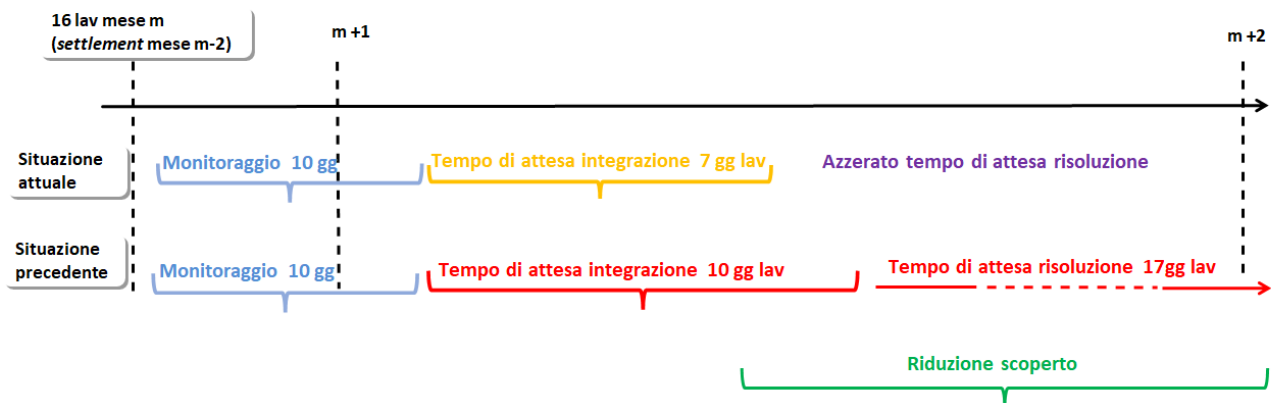 16 lav mese m
(settlement mese m-2)
m +1
m +2
Situazione
attuale
Monitoraggio 10 gg
Tempo di attesa integrazione 7 gg lav
Azzerato tempo di attesa risoluzione
Situazione
precedente
Monitoraggio 10 gg
Tempo di attesa integrazione 10 gg lav
Tempo di attesa risoluzione 17gg lav
Riduzione scoperto